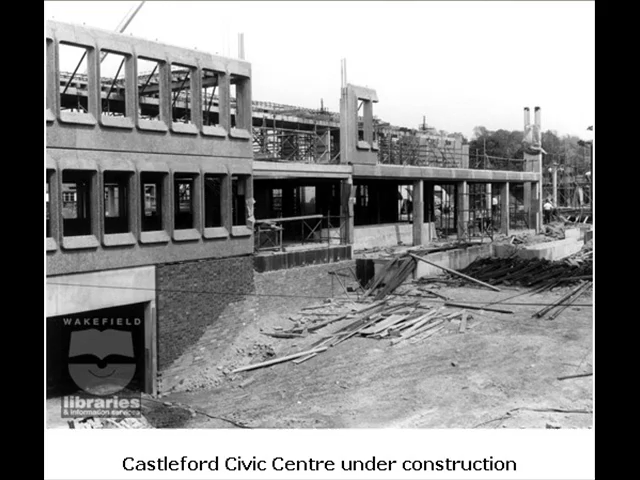 WAKEFIELD
libraries
& information services
Castleford Civic Centre under construction